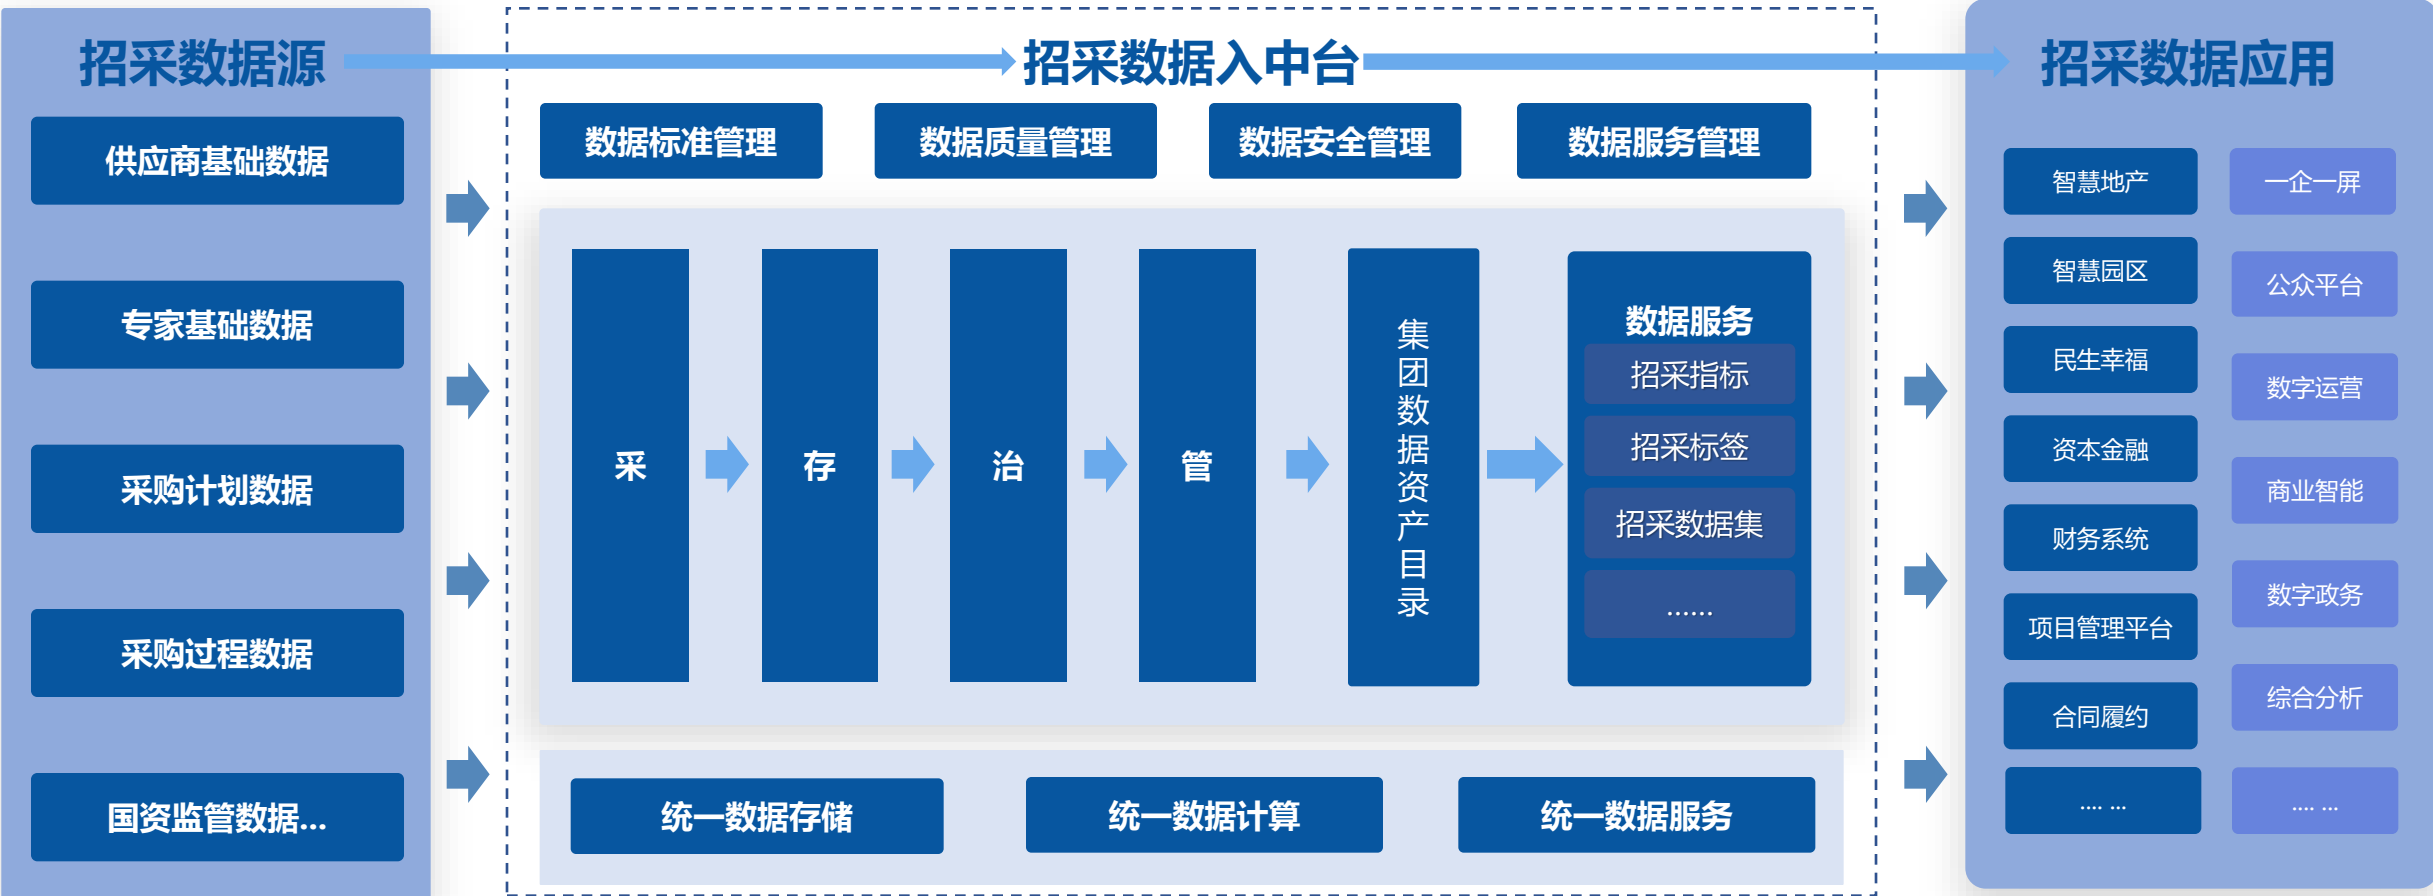 招采数据源
供应商基础数据
专家基础数据
采购计划数据
采购过程数据
国资监管数据...
招采数据入中台
数据标准管理
数据质量管理
数据安全管理
数据服务管理
采
存
治
管
集团数据资产目录
数据服务
招采指标
招采标签
招采数据集
......
统一数据存储
统一数据计算
统一数据服务
招采数据应用
智慧地产
智慧园区
民生幸福
资本金融
财务系统
项目管理平台
合同履约
.... ...
一企一屏
公众平台
数字运营
商业智能
数字政务
综合分析
.... ...